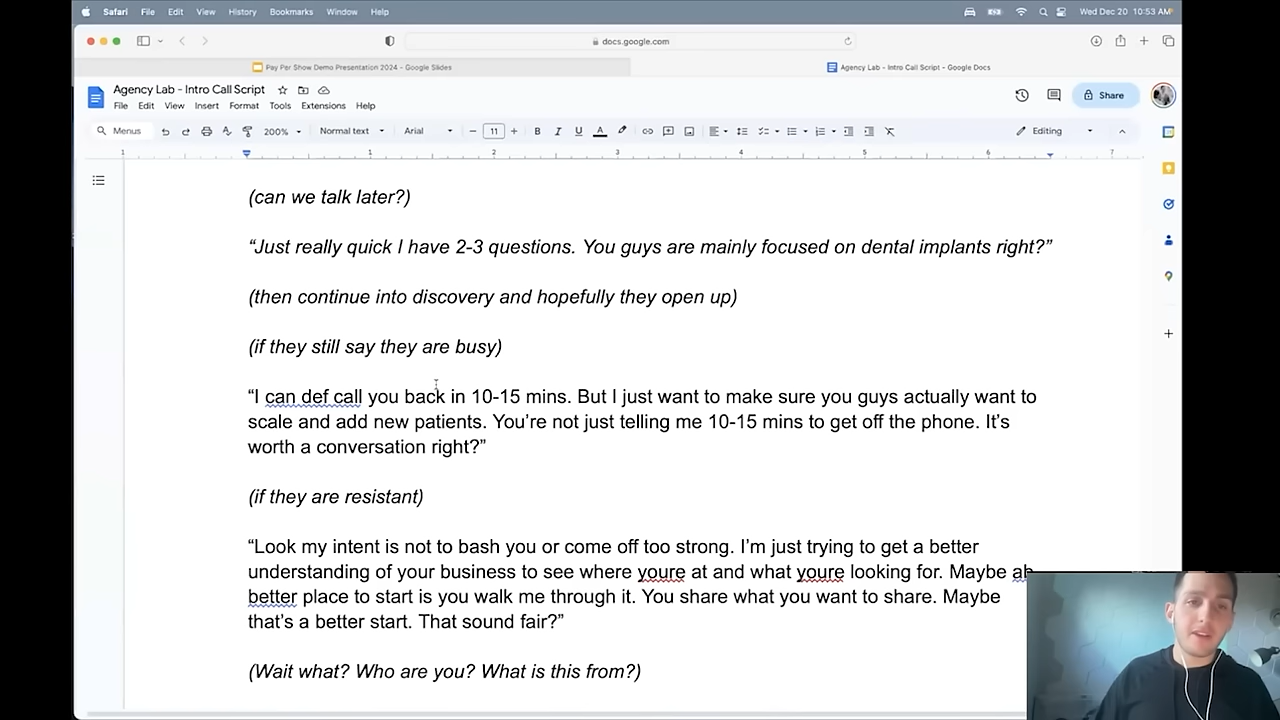 Safari File Edit View History Bookmarks Window Help Wed Dec 20 10:53 AM
docs.google.com
Pay Per Show Demo Presentation 2024 - Google Slides Agency Lab - Intro Call Script - Google Docs
Agency Lab - Intro Call Script
File Edit View Insert Format Tools Extensions Help
Share
Menus 200% Normal text Arial 11 B I U A Editing
1 1 2 3 4 5 6 7
(can we talk later?)
“Just really quick I have 2-3 questions. You guys are mainly focused on dental implants right?”
(then continue into discovery and hopefully they open up)
(if they still say they are busy)
“I can def call you back in 10-15 mins. But I just want to make sure you guys actually want to
scale and add new patients. You’re not just telling me 10-15 mins to get off the phone. It’s
worth a conversation right?”
(if they are resistant)
“Look my intent is not to bash you or come off too strong. I’m just trying to get a better
understanding of your business to see where youre at and what youre looking for. Maybe ab
better place to start is you walk me through it. You share what you want to share. Maybe
that’s a better start. That sound fair?”
(Wait what? Who are you? What is this from?)